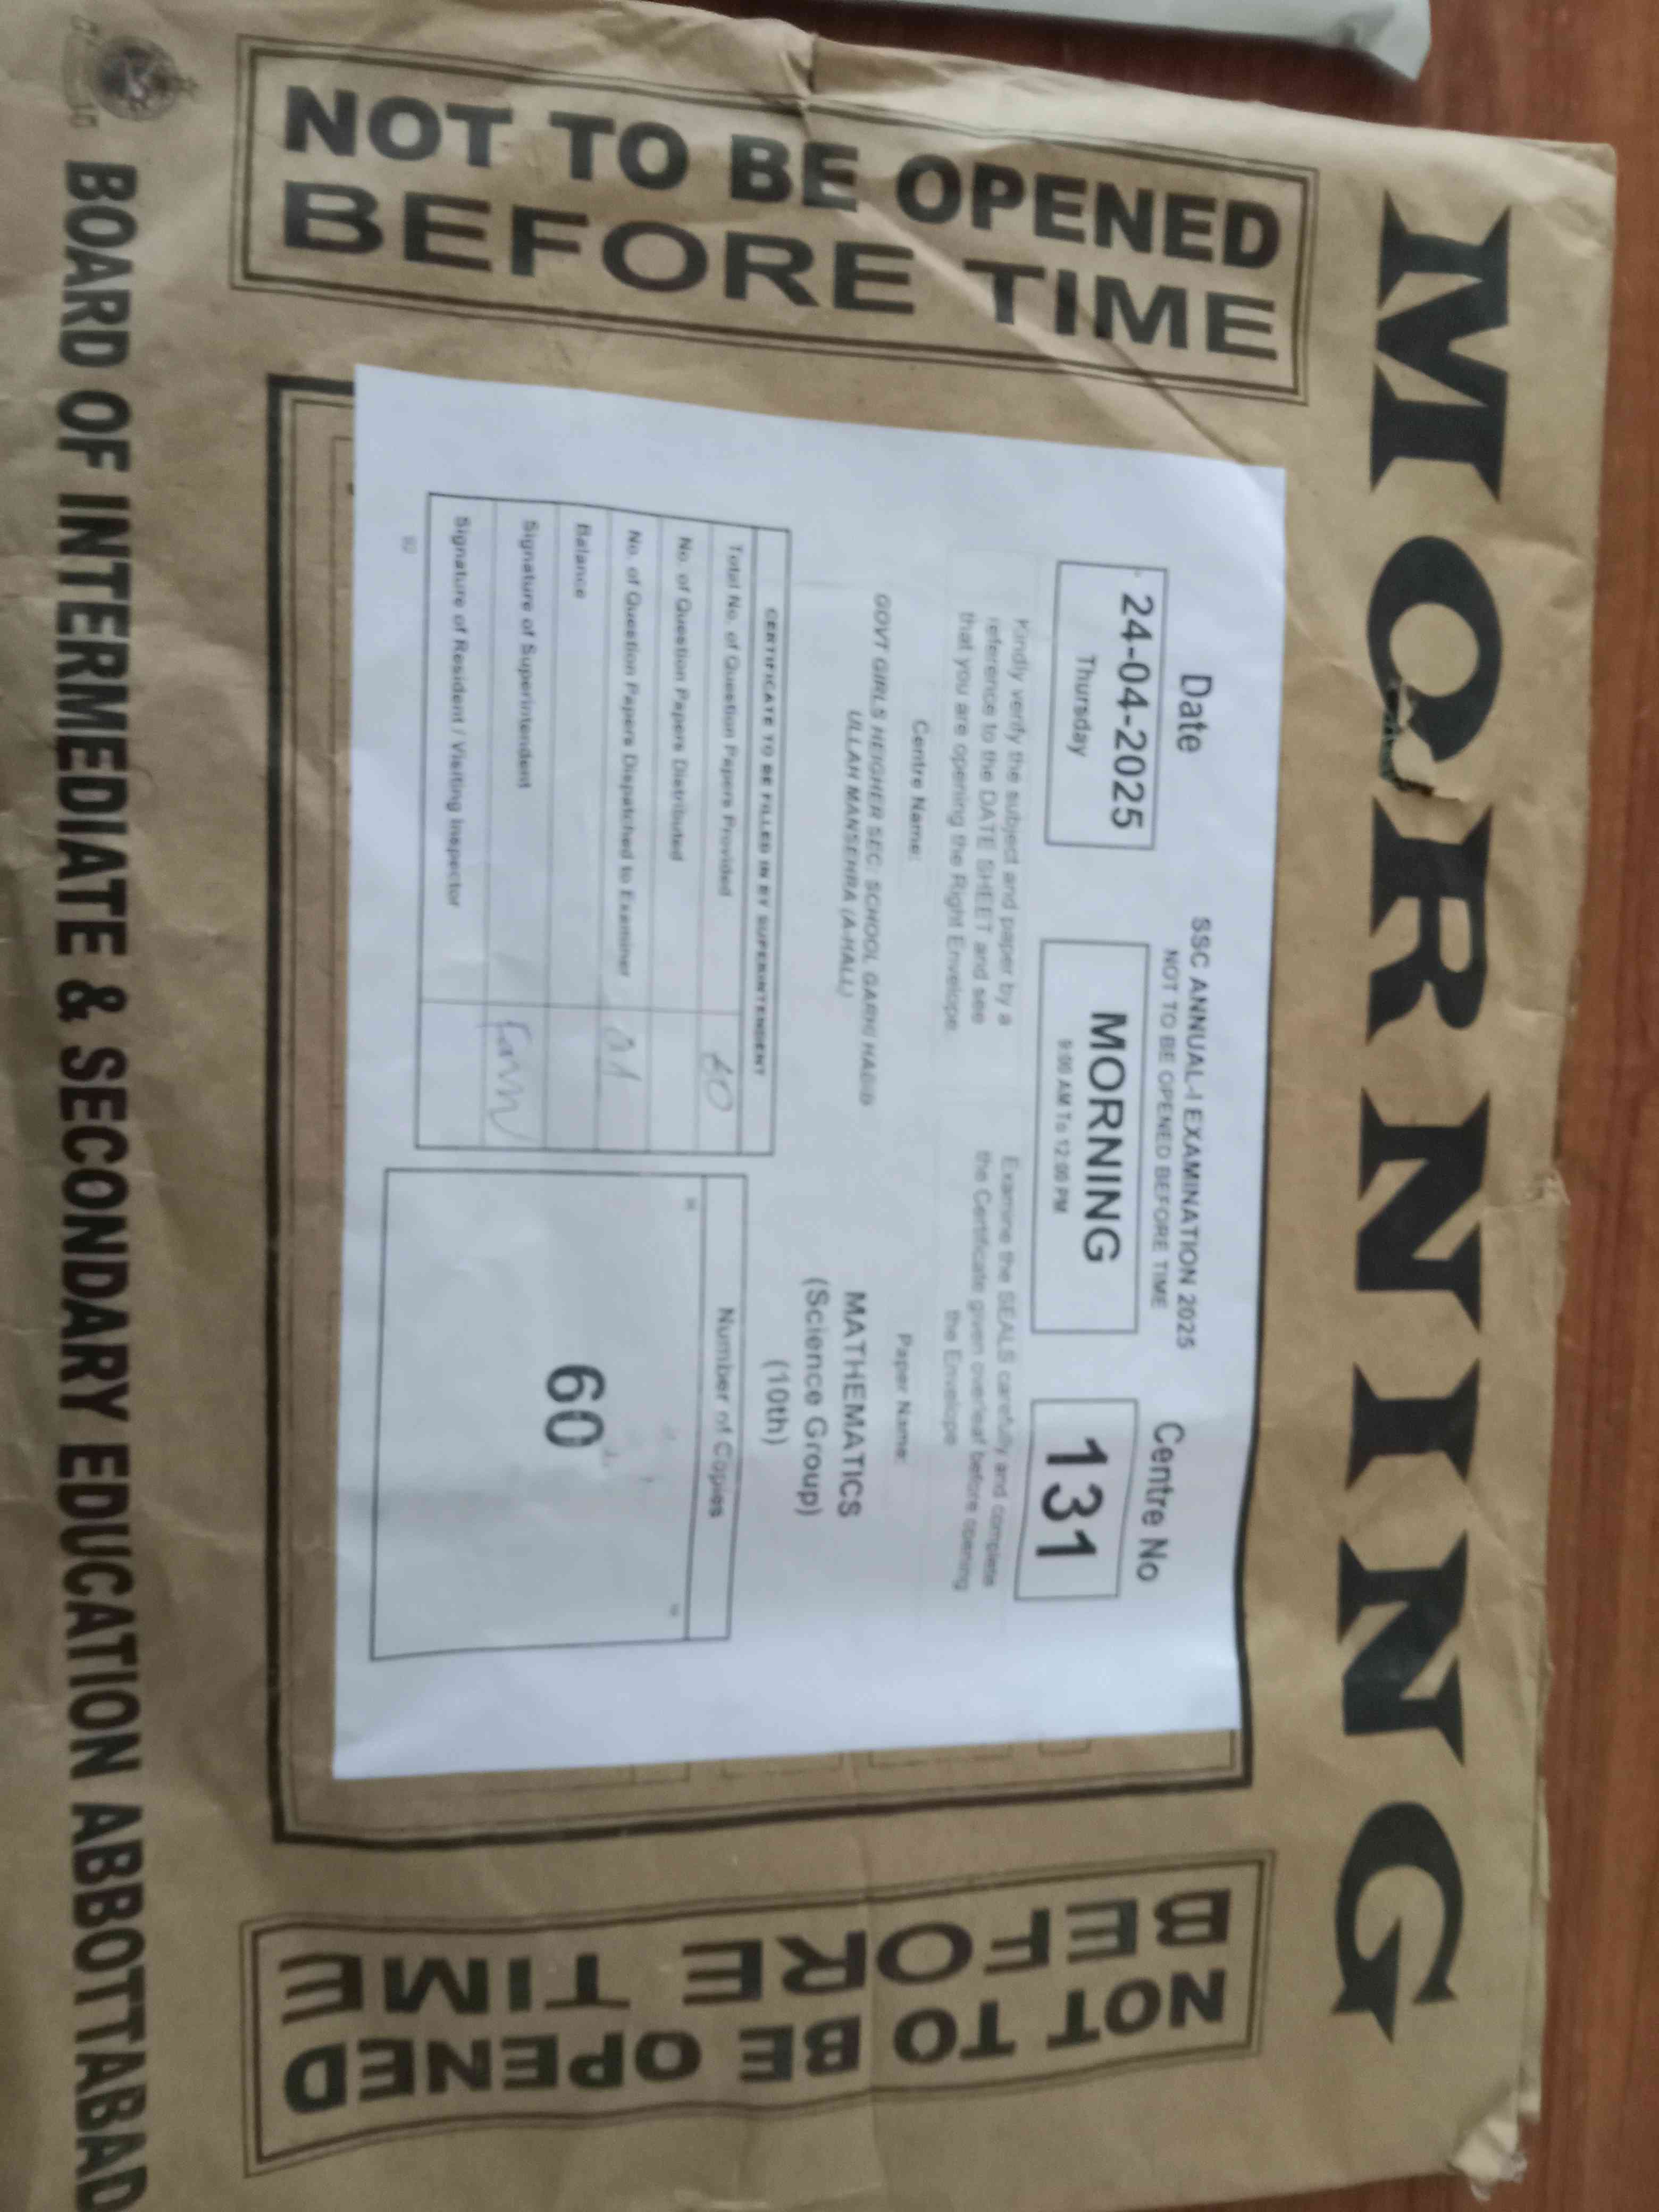 MORNING
NOT TO BE OPENED
BEFORE TIME
Date
24-04-2025
Thursday
SSC ANNUAL-I EXAMINATION 2025
NOT TO BE OPENED BEFORE TIME
MORNING
9:00 AM To 12:00 PM
Centre No
131
Kindly verify the subject and paper by a
reference to the DATE SHEET and see
that you are opening the Right Envelope.
Examine the SEALS carefully and complete
the Certificate given overleaf before opening
the Envelope
Centre Name:
GOVT GIRLS HEIGHER SEC: SCHOOL GARHI HABIB
ULLAH MANSEHRA (A-HALL)
Paper Name:
MATHEMATICS
(Science Group)
(10th)
CERTIFICATE TO BE FILLED IN BY SUPERINTENDENT
Total No. of Question Papers Provided 60
No. of Question Papers Distributed
No. of Question Papers Dispatched to Examiner
Balance
Signature of Superintendent
Signature of Resident / Visiting Inspector
Number of Copies
60
NOT TO BE OPENED
BEFORE TIME
BOARD OF INTERMEDIATE & SECONDARY EDUCATION ABBOTTABAD